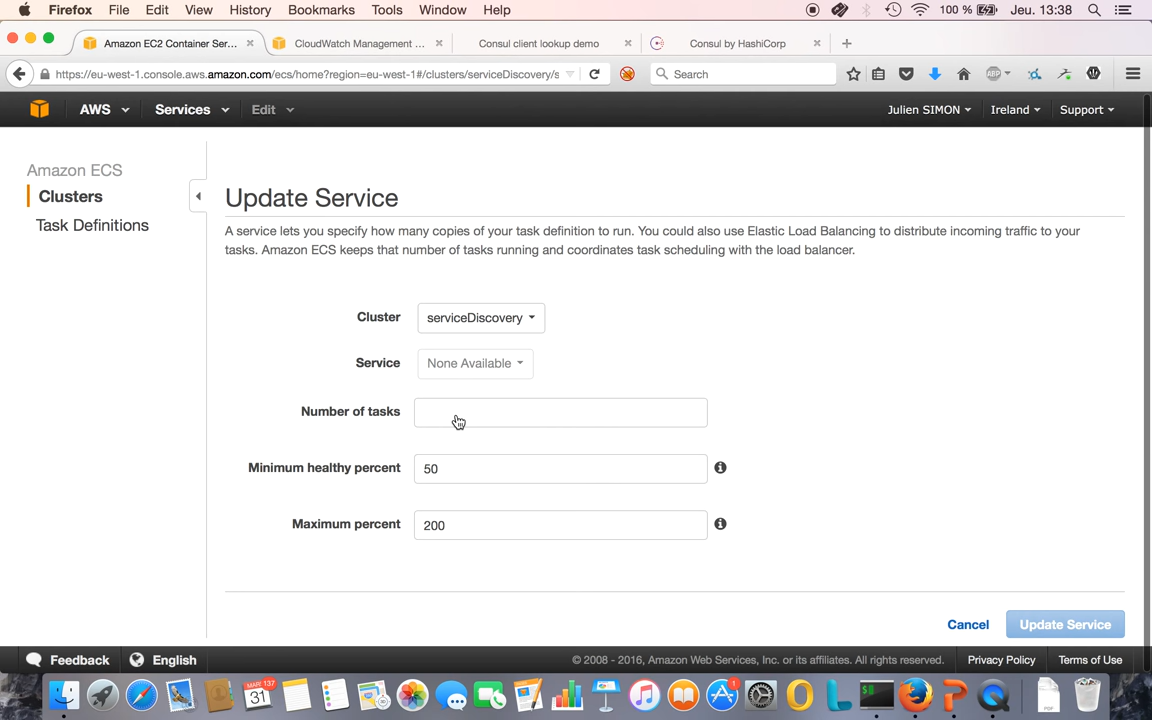 Firefox File Edit View History Bookmarks Tools Window Help 100 % Jeu. 13:38
Amazon EC2 Container Ser... × CloudWatch Management ... × Consul client lookup demo × Consul by HashiCorp ×
https://eu-west-1.console.aws.amazon.com/ecs/home?region=eu-west-1#/clusters/serviceDiscovery/s Search ABP
AWS Services Edit Julien SIMON Ireland Support
Amazon ECS
Clusters
Task Definitions
Update Service
A service lets you specify how many copies of your task definition to run. You could also use Elastic Load Balancing to distribute incoming traffic to your
tasks. Amazon ECS keeps that number of tasks running and coordinates task scheduling with the load balancer.
Cluster serviceDiscovery
Service None Available
Number of tasks
Minimum healthy percent 50
Maximum percent 200
Cancel Update Service
Feedback English © 2008 - 2016, Amazon Web Services, Inc. or its affiliates. All rights reserved. Privacy Policy Terms of Use
MAR 137
31
1
PDF